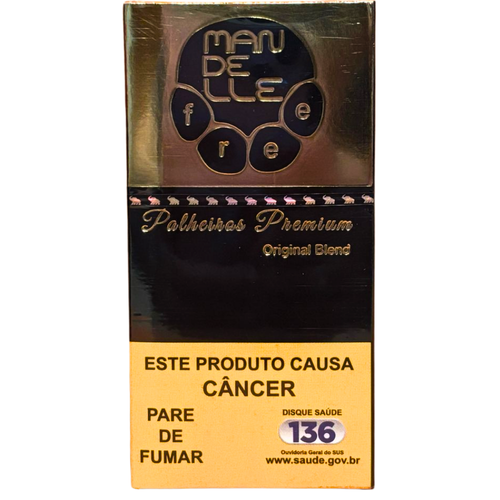 MAN
DE
LLE
free
Palheiros Premium
Original Blend
ESTE PRODUTO CAUSA
CÂNCER
PARE
DE
FUMAR
DISQUE SAÚDE
136
Ouvidoria Geral do SUS
www.saude.gov.br